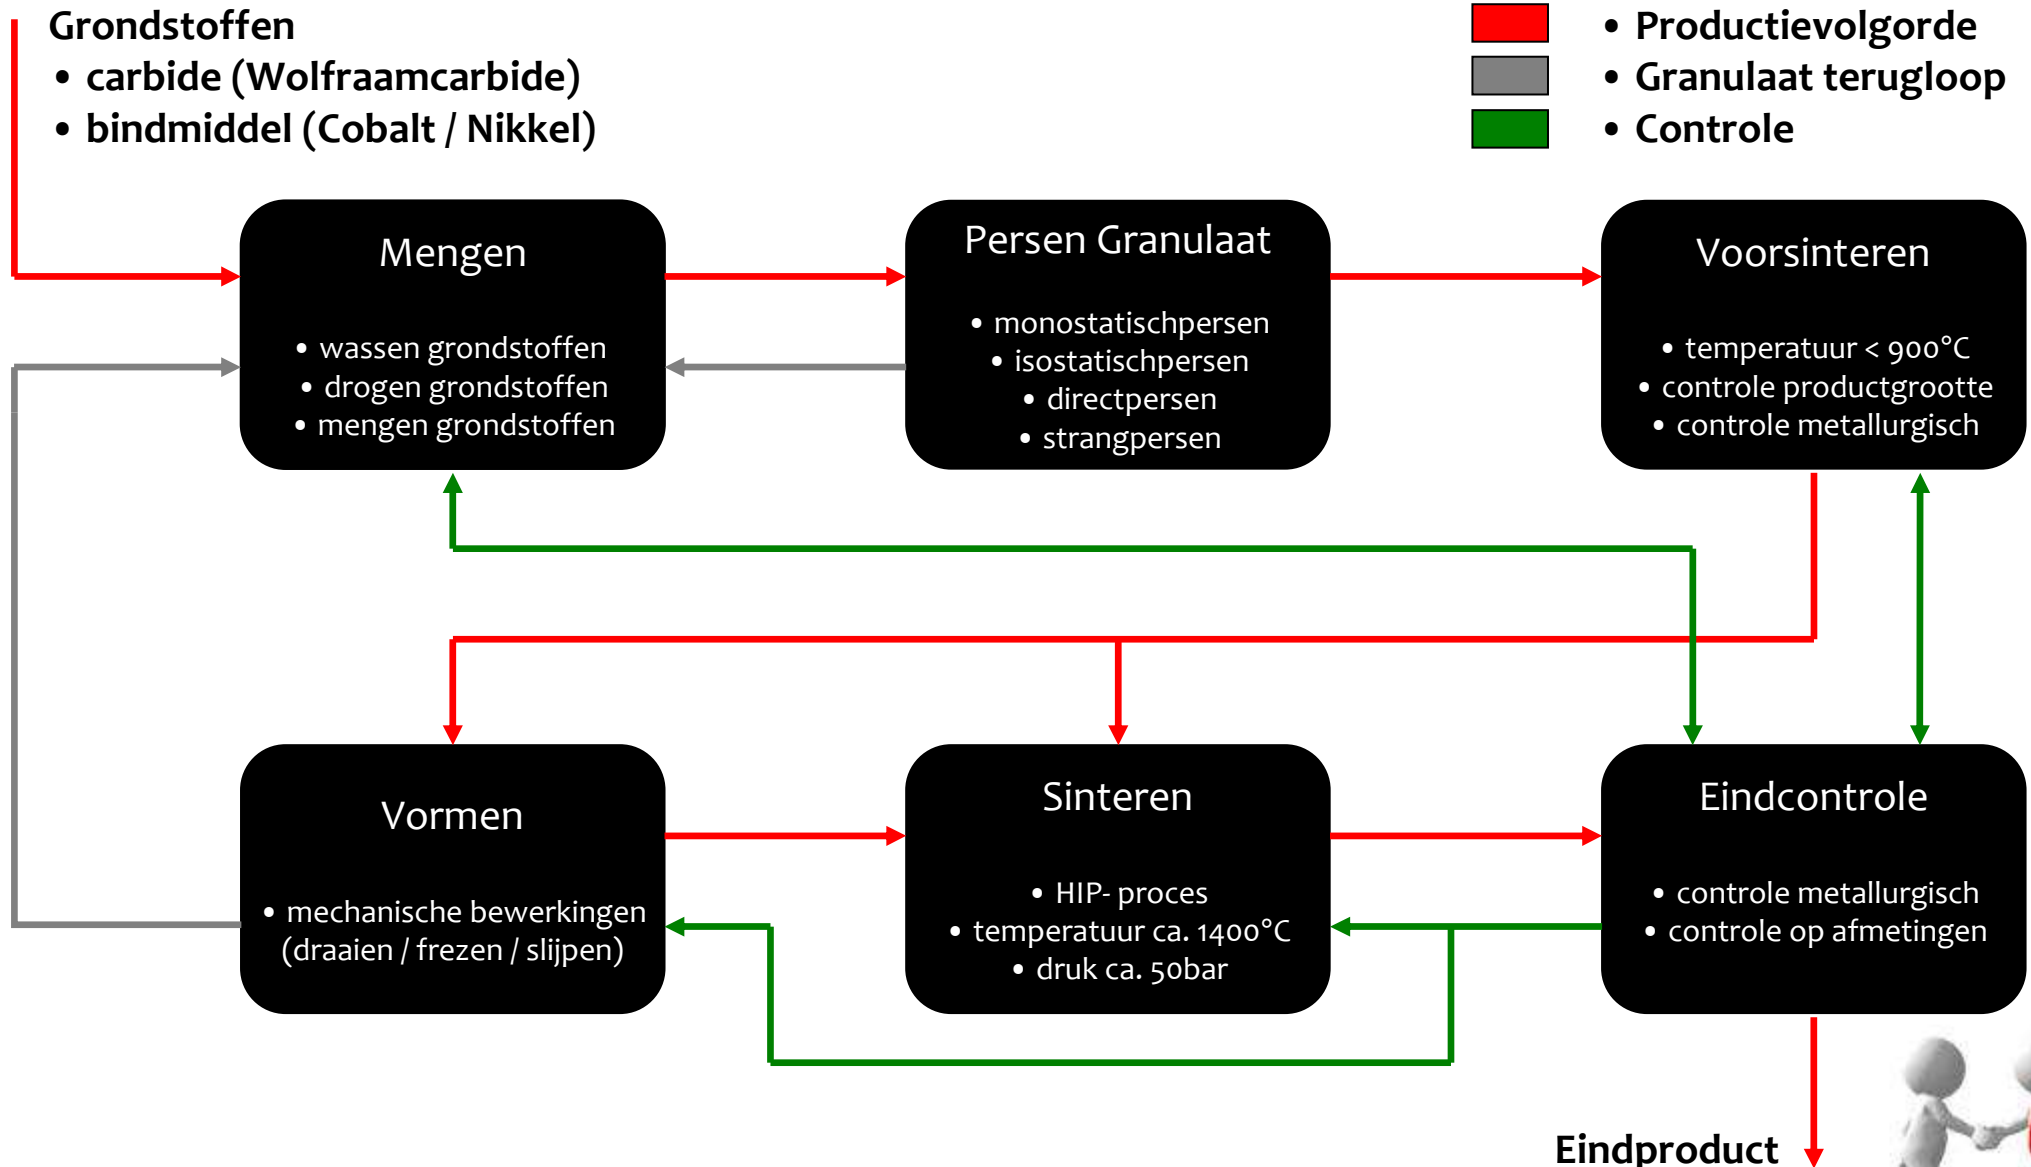 Grondstoffen
• carbide (Wolfraamcarbide)
• bindmiddel (Cobalt / Nikkel)
• Productievolgorde
• Granulaat terugloop
• Controle
Mengen
• wassen grondstoffen
• drogen grondstoffen
• mengen grondstoffen
Persen Granulaat
• monostatischpersen
• isostatischpersen
• directpersen
• strangpersen
Voorsinteren
• temperatuur < 900°C
• controle productgrootte
• controle metallurgisch
Vormen
• mechanische bewerkingen
(draaien / frezen / slijpen)
Sinteren
• HIP- proces
• temperatuur ca. 1400°C
• druk ca. 50bar
Eindcontrole
• controle metallurgisch
• controle op afmetingen
Eindproduct